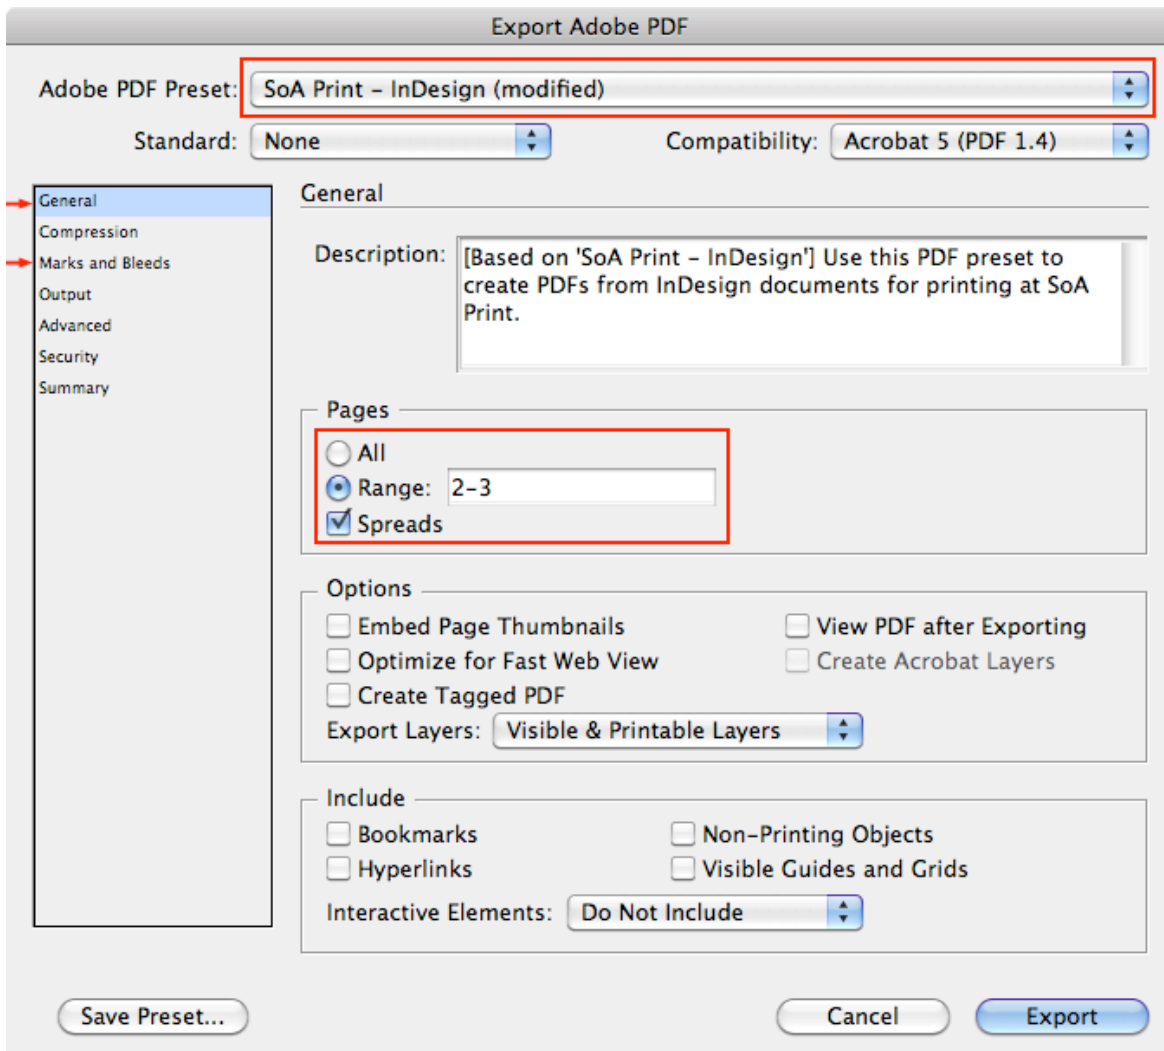 Export Adobe PDF
Adobe PDF Preset: SoA Print – InDesign (modified)
Standard: None Compatibility: Acrobat 5 (PDF 1.4)
General
Compression
Marks and Bleeds
Output
Advanced
Security
Summary
General
Description: [Based on 'SoA Print – InDesign'] Use this PDF preset to
create PDFs from InDesign documents for printing at SoA
Print.
Pages
All
Range: 2–3
Spreads
Options
Embed Page Thumbnails View PDF after Exporting
Optimize for Fast Web View Create Acrobat Layers
Create Tagged PDF
Export Layers: Visible & Printable Layers
Include
Bookmarks Non-Printing Objects
Hyperlinks Visible Guides and Grids
Interactive Elements: Do Not Include
Save Preset... Cancel Export